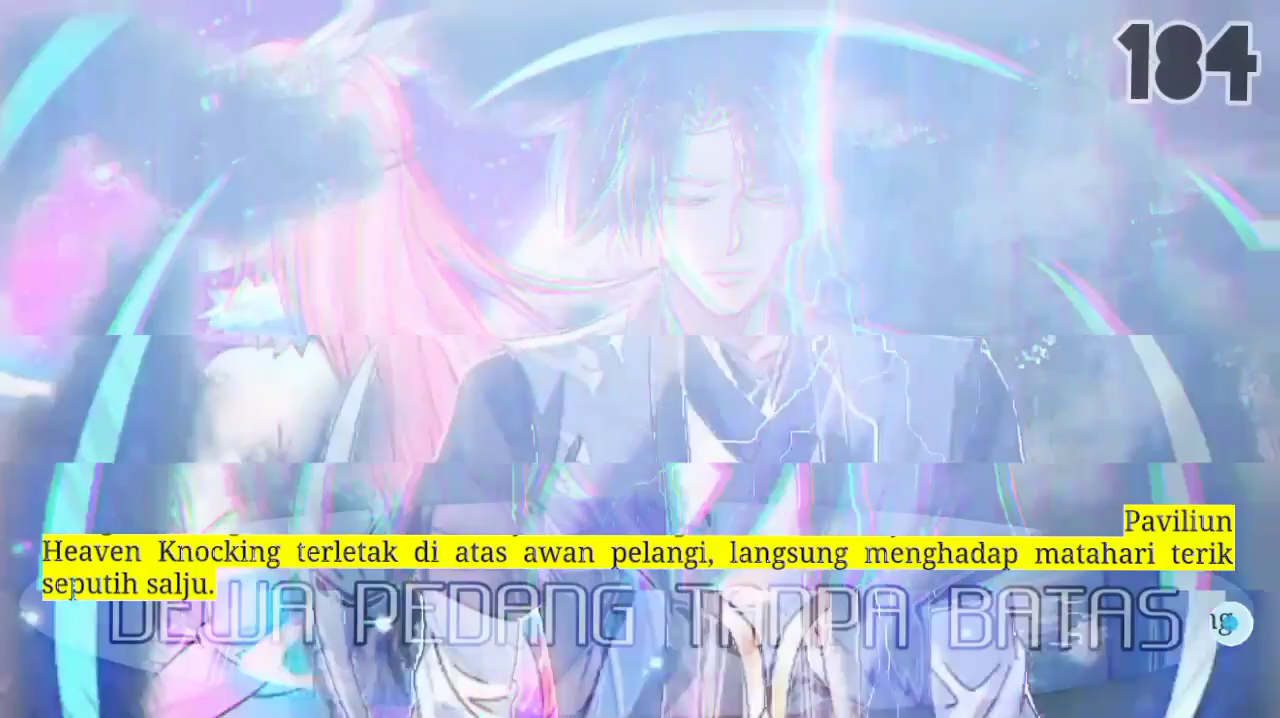 184
Paviliun
Heaven Knocking terletak di atas awan pelangi, langsung menghadap matahari terik
seputih salju.
DEWA PEDANG TANPA BATAS
ng